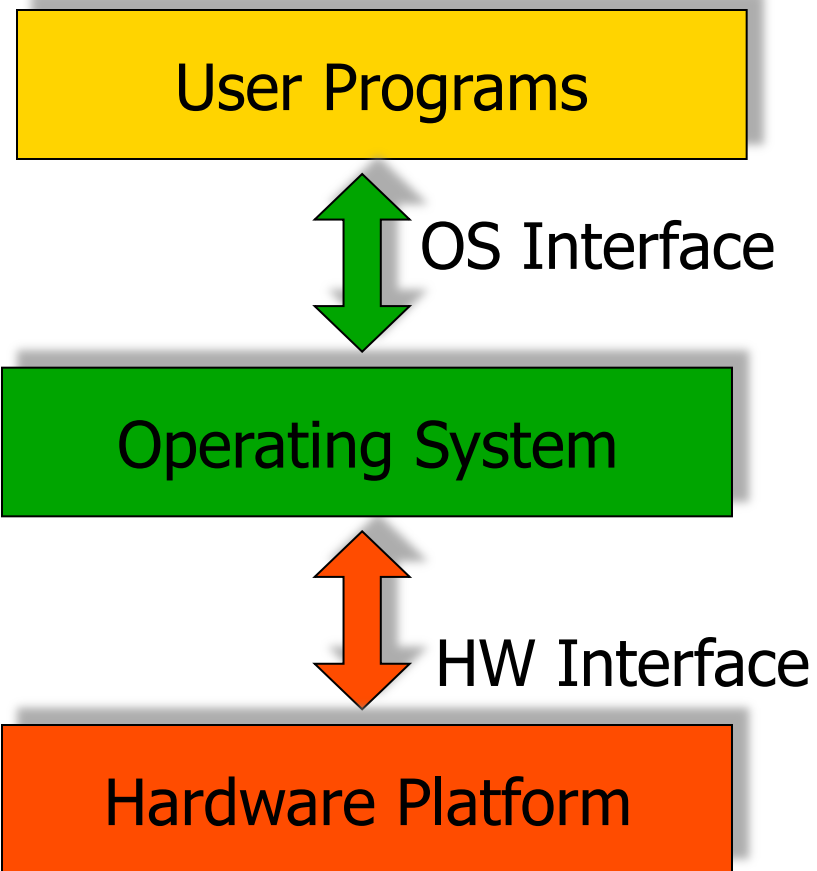 User Programs
OS Interface
Operating System
HW Interface
Hardware Platform